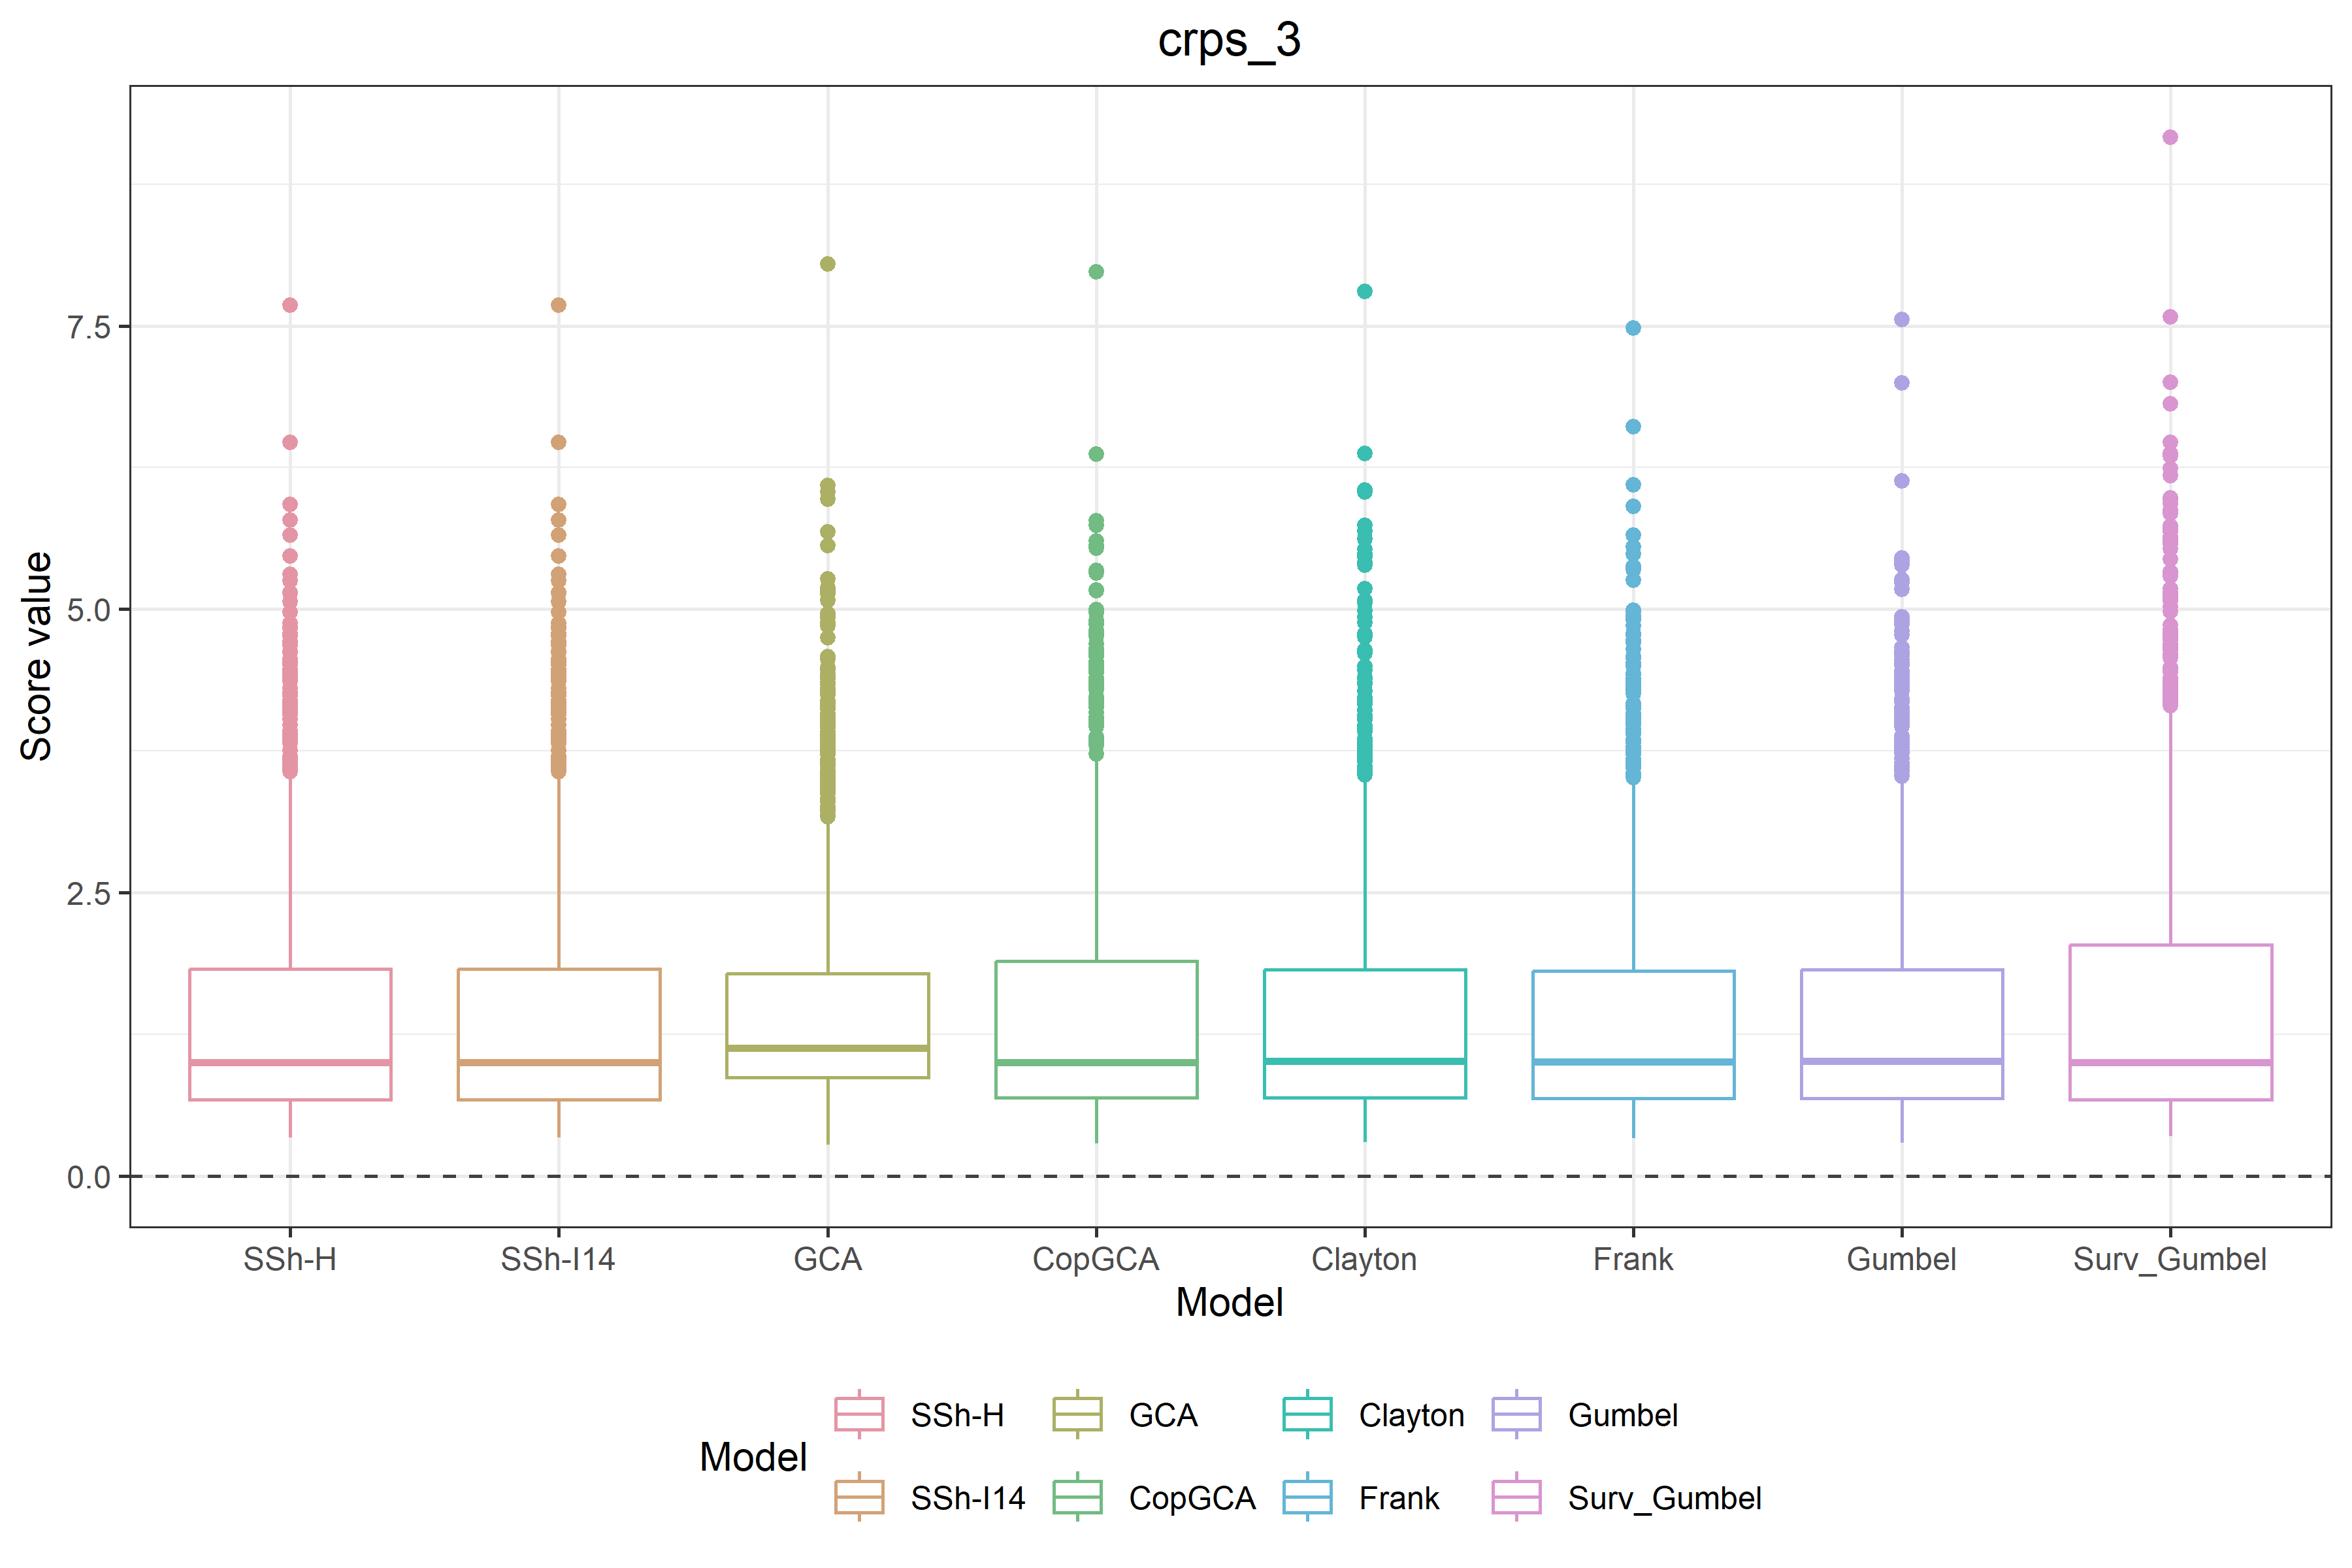 crps_3
Score value
7.5
5.0
2.5
0.0
SSh-H SSh-I14 GCA CopGCA Clayton Frank Gumbel Surv_Gumbel
Model
Model
SSh-H GCA Clayton Gumbel
SSh-I14 CopGCA Frank Surv_Gumbel